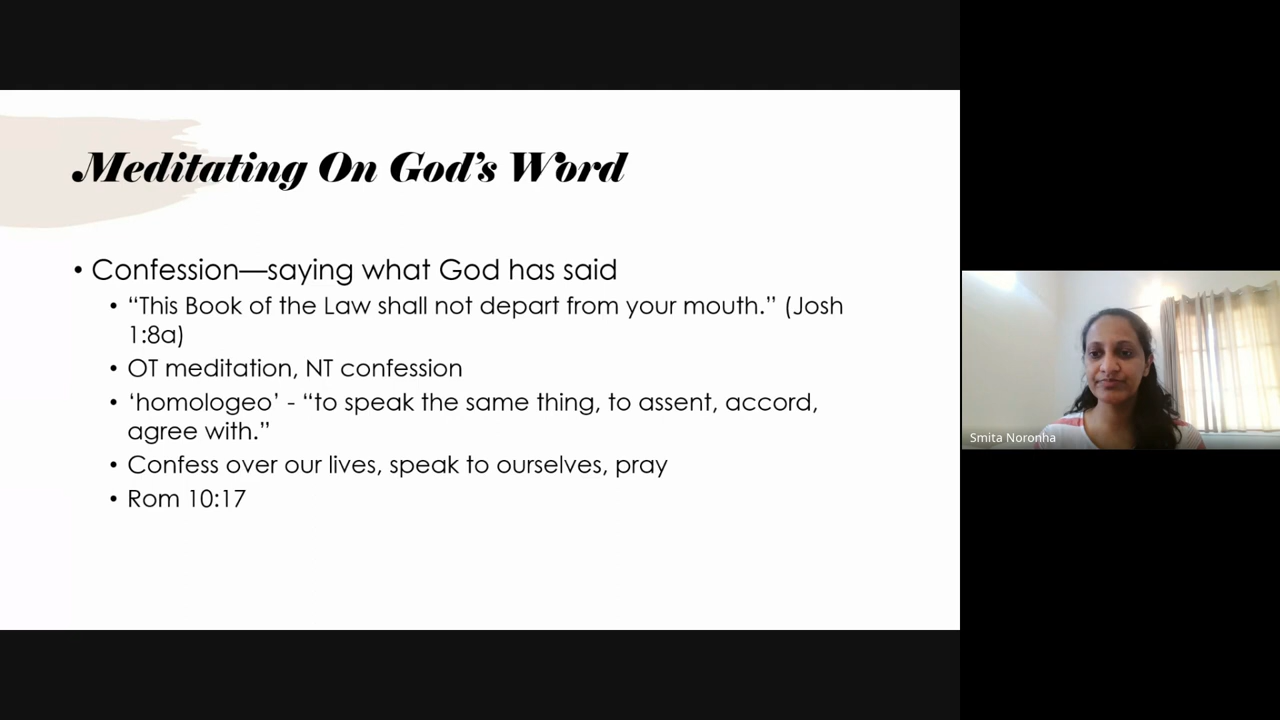 Meditating On God’s Word
• Confession—saying what God has said
• “This Book of the Law shall not depart from your mouth.” (Josh
1:8a)
• OT meditation, NT confession
• ‘homologeo’ - “to speak the same thing, to assent, accord,
agree with.”
• Confess over our lives, speak to ourselves, pray
• Rom 10:17
Smita Noronha